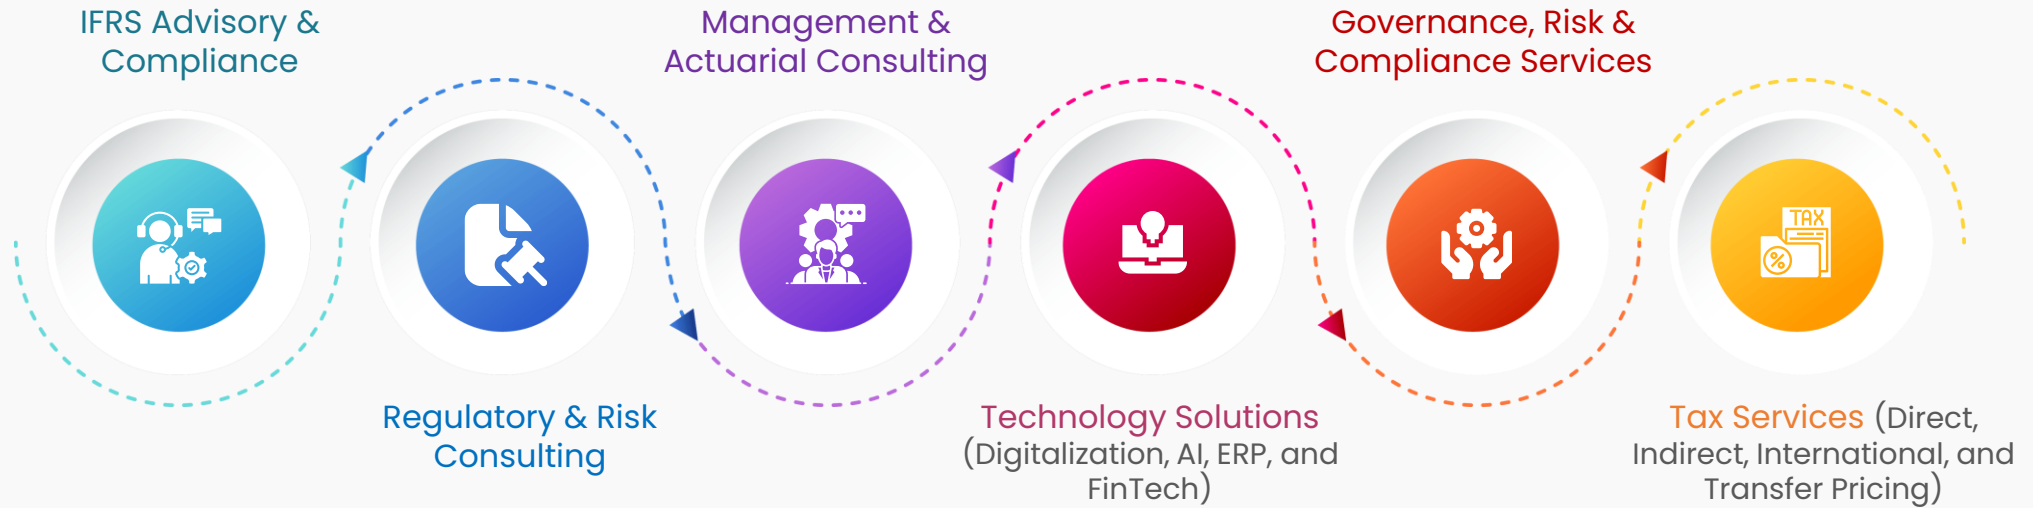 IFRS Advisory &
Compliance
Management &
Actuarial Consulting
Governance, Risk &
Compliance Services
TAX
%
Regulatory & Risk
Consulting
Technology Solutions
(Digitalization, AI, ERP, and
FinTech)
Tax Services (Direct,
Indirect, International, and
Transfer Pricing)